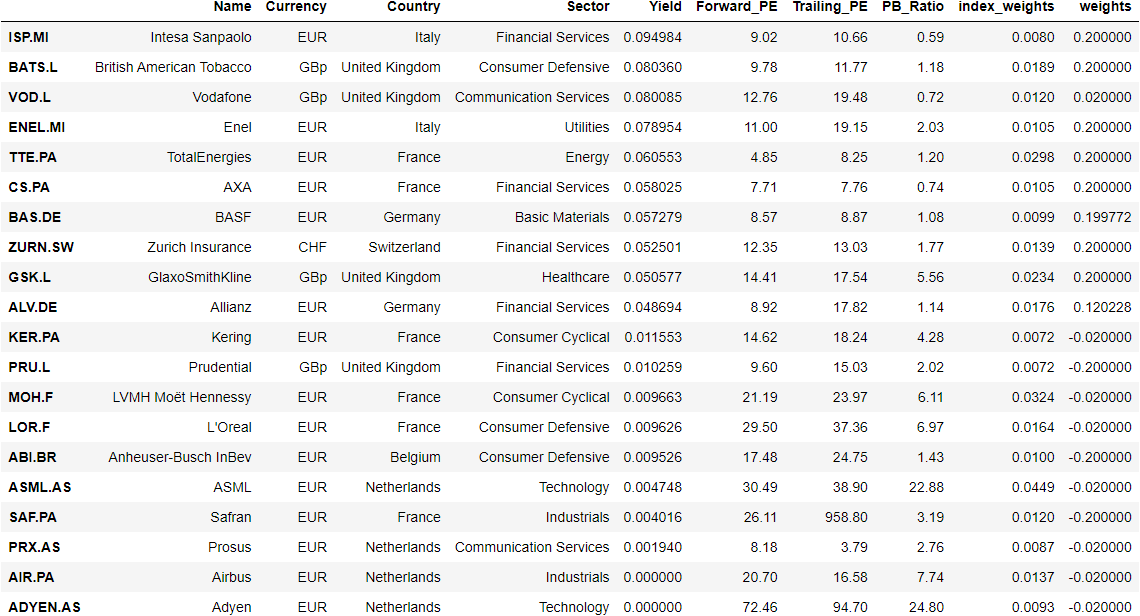 Name Currency Country Sector Yield Forward_PE Trailing_PE PB_Ratio index_weights weights
ISP.MI Intesa Sanpaolo EUR Italy Financial Services 0.094984 9.02 10.66 0.59 0.0080 0.200000
BATS.L British American Tobacco GBp United Kingdom Consumer Defensive 0.080360 9.78 11.77 1.18 0.0189 0.200000
VOD.L Vodafone GBp United Kingdom Communication Services 0.080085 12.76 19.48 0.72 0.0120 0.020000
ENEL.MI Enel EUR Italy Utilities 0.078954 11.00 19.15 2.03 0.0105 0.200000
TTE.PA TotalEnergies EUR France Energy 0.060553 4.85 8.25 1.20 0.0298 0.200000
CS.PA AXA EUR France Financial Services 0.058025 7.71 7.76 0.74 0.0105 0.200000
BAS.DE BASF EUR Germany Basic Materials 0.057279 8.57 8.87 1.08 0.0099 0.199772
ZURN.SW Zurich Insurance CHF Switzerland Financial Services 0.052501 12.35 13.03 1.77 0.0139 0.200000
GSK.L GlaxoSmithKline GBp United Kingdom Healthcare 0.050577 14.41 17.54 5.56 0.0234 0.200000
ALV.DE Allianz EUR Germany Financial Services 0.048694 8.92 17.82 1.14 0.0176 0.120228
KER.PA Kering EUR France Consumer Cyclical 0.011553 14.62 18.24 4.28 0.0072 -0.020000
PRU.L Prudential GBp United Kingdom Financial Services 0.010259 9.60 15.03 2.02 0.0072 -0.200000
MOH.F LVMH Moët Hennessy EUR France Consumer Cyclical 0.009663 21.19 23.97 6.11 0.0324 -0.020000
LOR.F L'Oreal EUR France Consumer Defensive 0.009626 29.50 37.36 6.97 0.0164 -0.020000
ABI.BR Anheuser-Busch InBev EUR Belgium Consumer Defensive 0.009526 17.48 24.75 1.43 0.0100 -0.200000
ASML.AS ASML EUR Netherlands Technology 0.004748 30.49 38.90 22.88 0.0449 -0.020000
SAF.PA Safran EUR France Industrials 0.004016 26.11 958.80 3.19 0.0120 -0.200000
PRX.AS Prosus EUR Netherlands Communication Services 0.001940 8.18 3.79 2.76 0.0087 -0.020000
AIR.PA Airbus EUR Netherlands Industrials 0.000000 20.70 16.58 7.74 0.0137 -0.020000
ADYEN.AS Adyen EUR Netherlands Technology 0.000000 72.46 94.70 24.80 0.0093 -0.020000